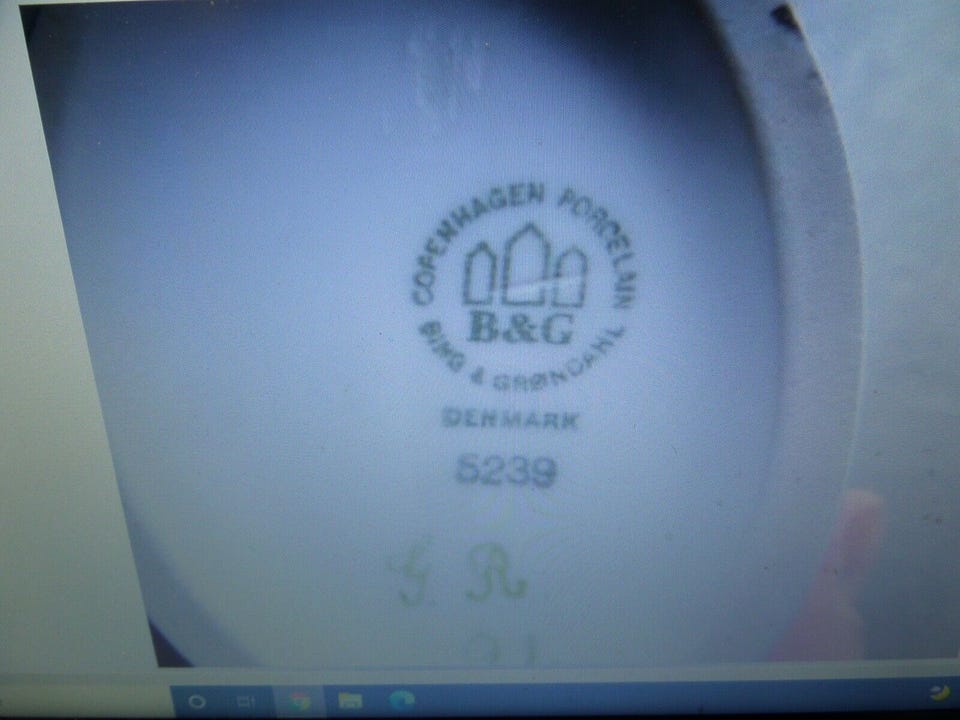 COPENHAGEN PORCELAIN
B&G
BING & GRØNDAHL
DENMARK
5239
G. R